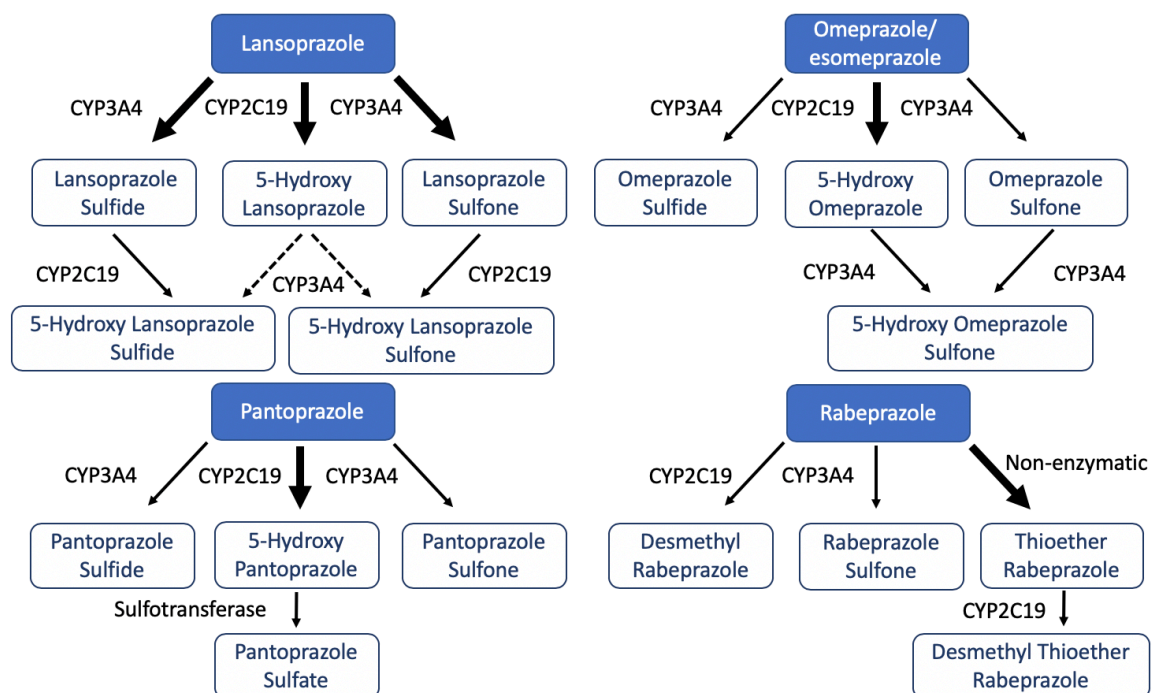 Lansoprazole
CYP3A4
CYP2C19
CYP3A4
Lansoprazole
Sulfide
5-Hydroxy
Lansoprazole
Lansoprazole
Sulfone
CYP2C19
CYP3A4
CYP2C19
5-Hydroxy Lansoprazole
Sulfide
5-Hydroxy Lansoprazole
Sulfone
Omeprazole/
esomeprazole
CYP3A4
CYP2C19
CYP3A4
Omeprazole
Sulfide
5-Hydroxy
Omeprazole
Omeprazole
Sulfone
CYP3A4
CYP3A4
5-Hydroxy Omeprazole
Sulfone
Pantoprazole
CYP3A4
CYP2C19
CYP3A4
Pantoprazole
Sulfide
5-Hydroxy
Pantoprazole
Pantoprazole
Sulfone
Sulfotransferase
Pantoprazole
Sulfate
Rabeprazole
CYP2C19
CYP3A4
Non-enzymatic
Desmethyl
Rabeprazole
Rabeprazole
Sulfone
Thioether
Rabeprazole
CYP2C19
Desmethyl Thioether
Rabeprazole